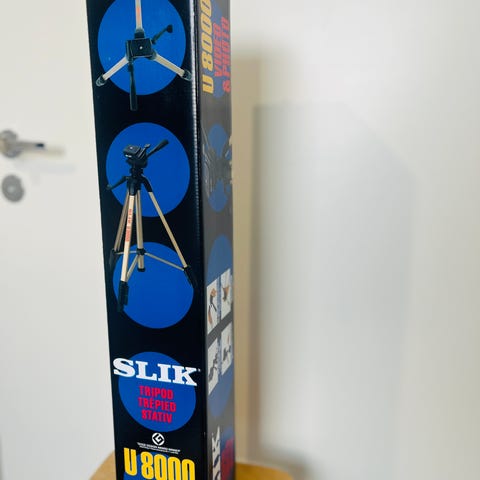 U 8000
VIDEO
& PHOTO
SLIK
TRIPOD
TRÉPIED
STATIV
U 8000